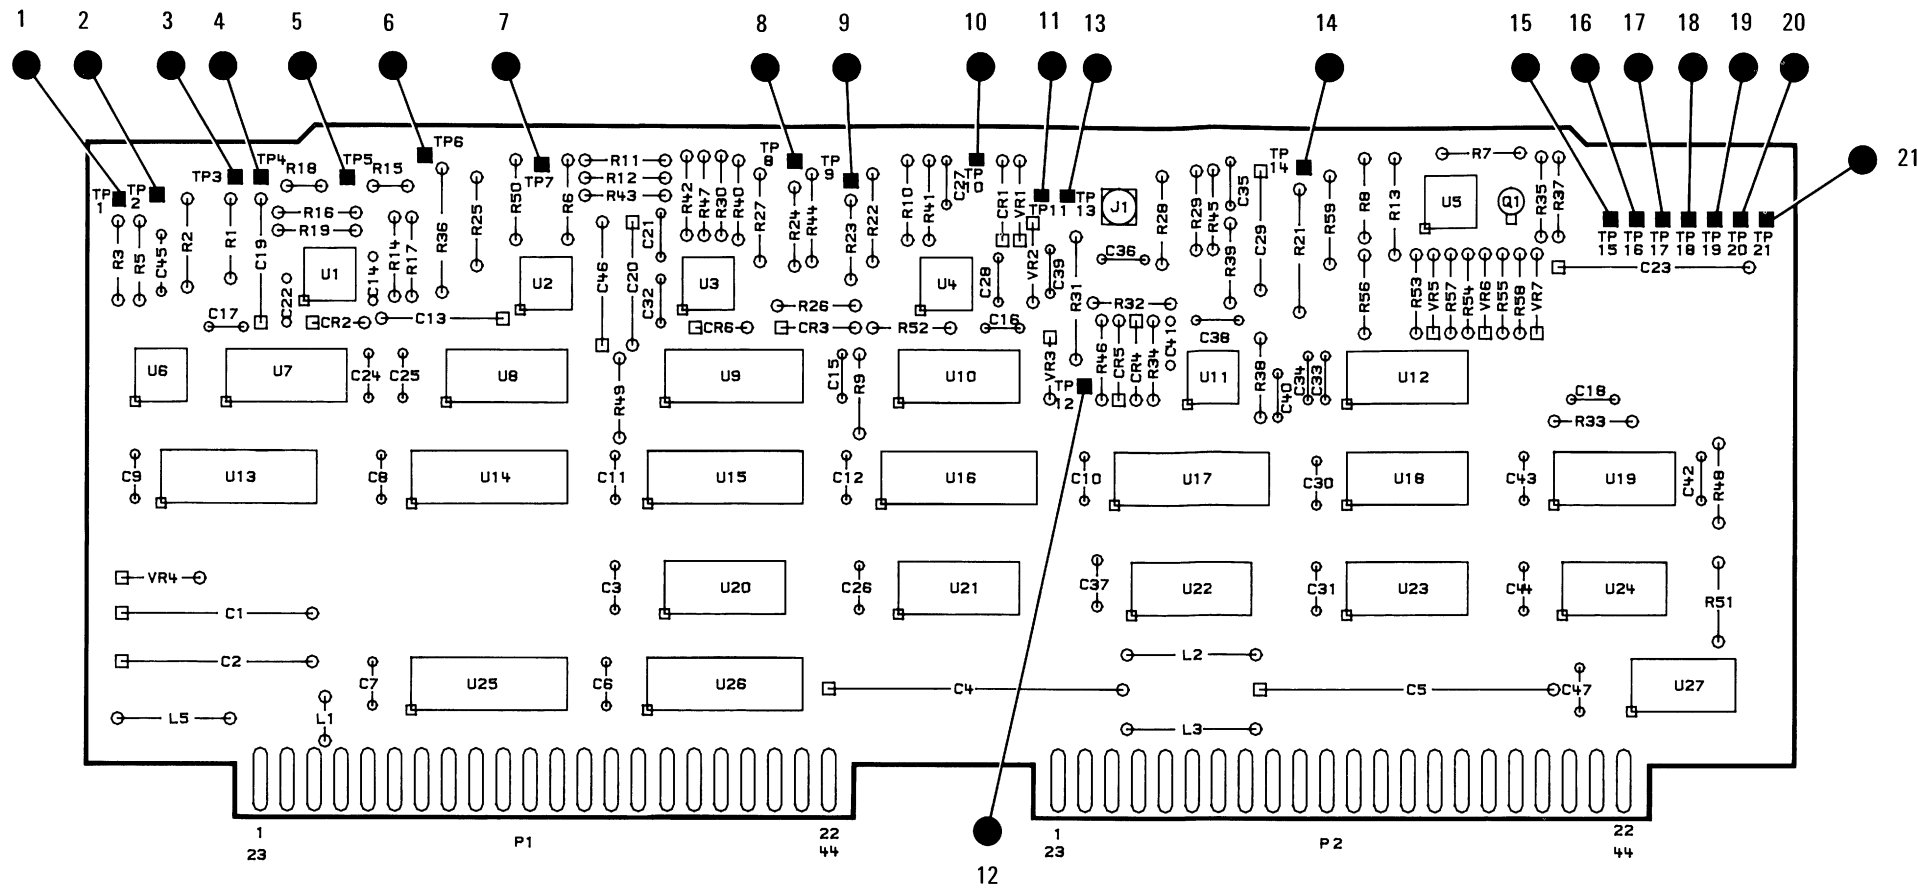 1 2 3 4 5 6 7 8 9 10 11 13 14 15 16 17 18 19 20
21
TP 1
TP 2
TP3
TP4
R18
TP5
R15
TP6
TP7
R11
R12
R43
TP 8
TP 9
TP 10
TP11
TP 13
J1
TP 14
R7
U5
Q1
R35
R37
TP 15
TP 16
TP 17
TP 18
TP 19
TP 20
TP 21
R3
R5
C45
R2
R1
C19
R16
R19
U1
C22
C14
R14
R17
R36
R25
R50
R6
U2
C46
C20
C21
C32
R42
R47
R30
R40
U3
R27
R24
R44
R23
R22
R10
R41
C27
CR1
VR1
U4
C28
VR2
C39
R31
C36
R28
R29
R45
C35
R39
C29
R21
R59
R8
R13
R56
R53
VR5
R57
R54
VR6
R55
R58
VR7
C23
C17
CR2
C13
CR6
R26
CR3
R52
C16
R32
C38
U6
U7
C24
C25
U8
R49
U9
C15
R9
U10
VR3
TP 12
R46
CR5
CR4
R34
C41
U11
R38
C40
C34
C33
U12
C18
R33
C9
U13
C8
U14
C11
U15
C12
U16
C10
U17
C30
U18
C43
U19
C42
R48
VR4
C1
C3
U20
C26
U21
C37
U22
C31
U23
C44
U24
R51
C2
C7
U25
C6
U26
L2
C4
C5
C47
U27
L5
L1
L3
1
23
P1
22
44
12
1
23
P2
22
44